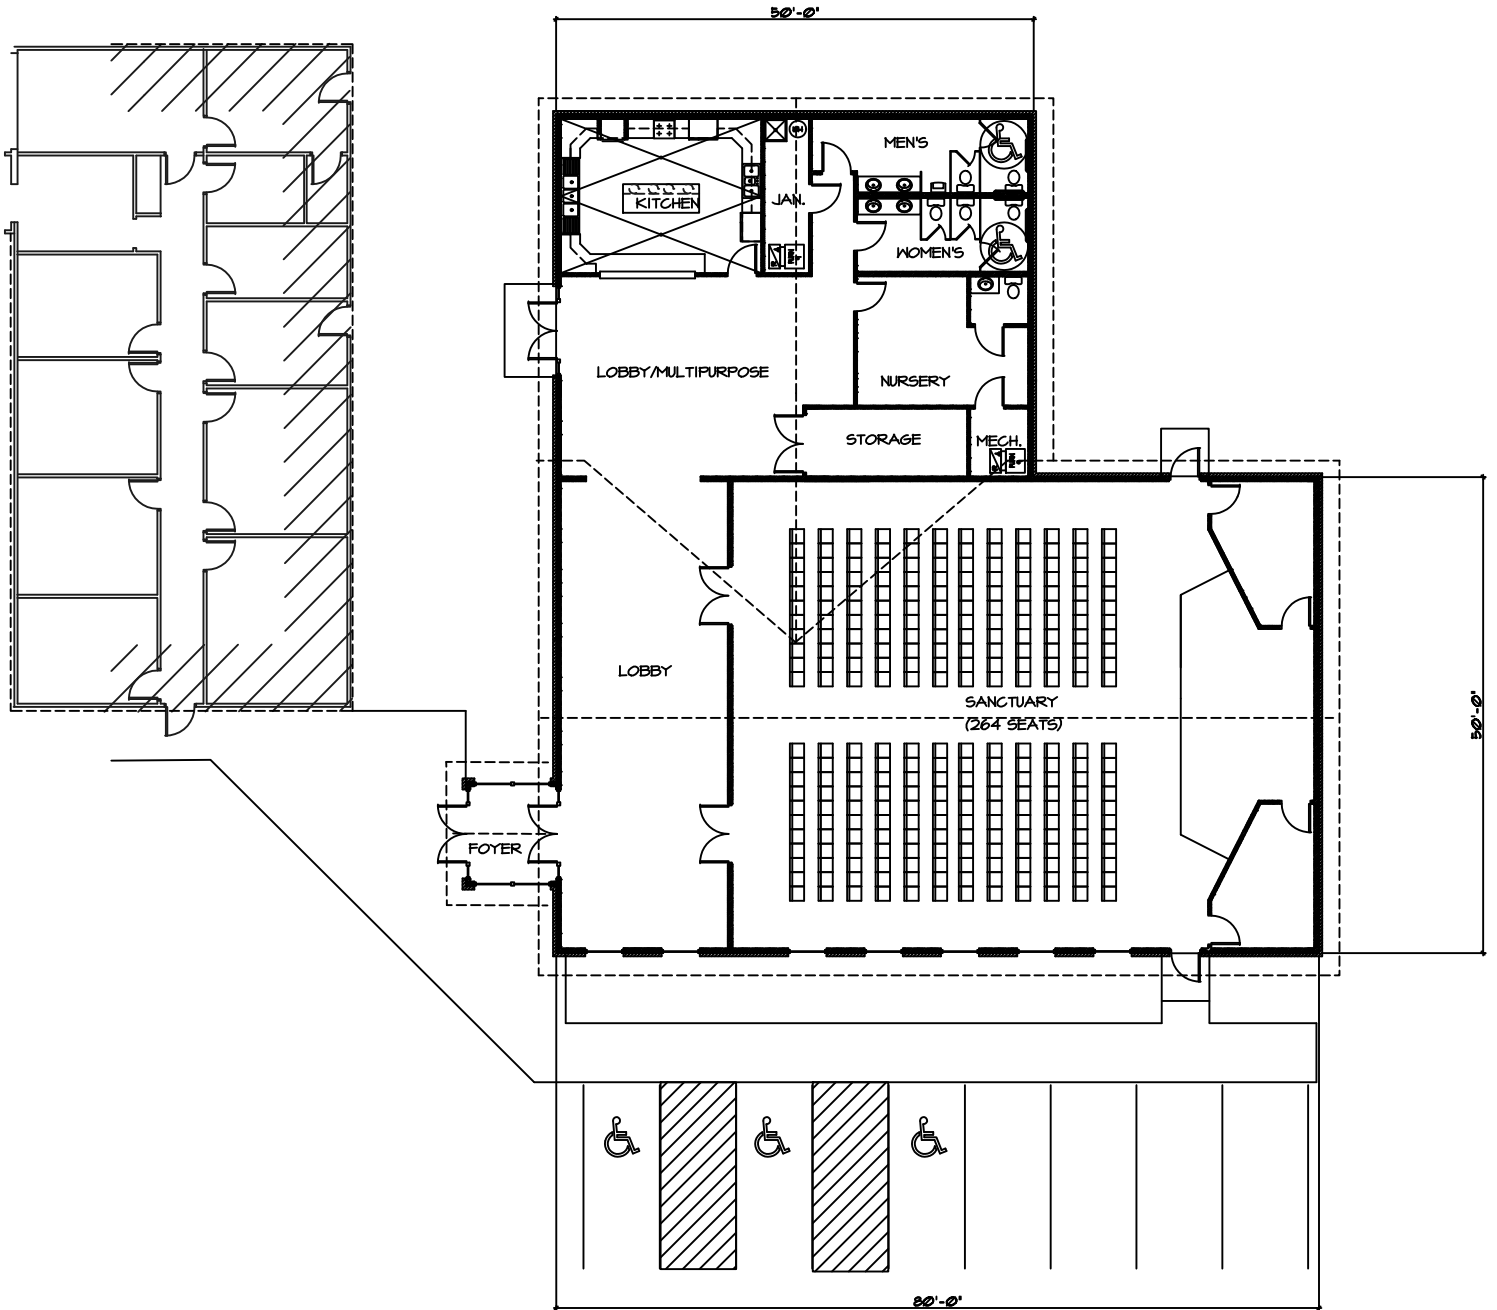 50'-0"
MEN'S
KITCHEN
JAN.
WOMEN'S
LOBBY/MULTIPURPOSE
NURSERY
STORAGE
MECH.
LOBBY
SANCTUARY
(264 SEATS)
50'-0"
FOYER
80'-0"